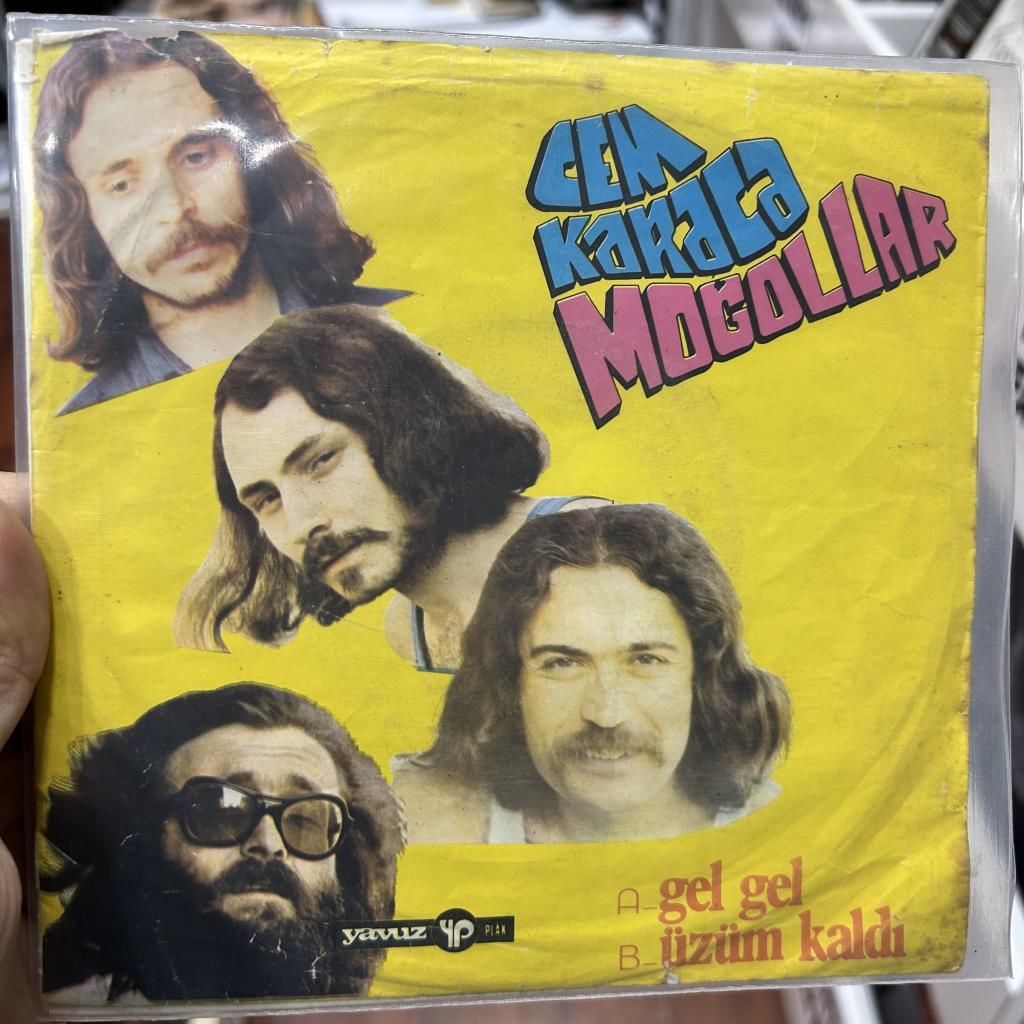 CEM
KARACA
MOĞOLLAR
A_gel gel
B_üzüm kaldı
yavuz YP PLAK